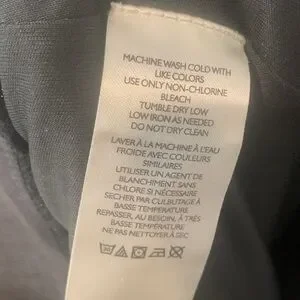 MACHINE WASH COLD WITH
LIKE COLORS
USE ONLY NON-CHLORINE
BLEACH
TUMBLE DRY LOW
LOW IRON AS NEEDED
DO NOT DRY CLEAN
LAVER À LA MACHINE À L'EAU
FROIDE AVEC COULEURS
SIMILAIRES
UTILISER UN AGENT DE
BLANCHIMENT SANS
CHLORE SI NÉCESSAIRE
SECHER PAR CULBUTAGE À
BASSE TEMPÉRATURE
REPASSER, AU BESOIN, À TRÈS
BASSE TEMPÉRATURE
NE PAS NETTOYER À SEC